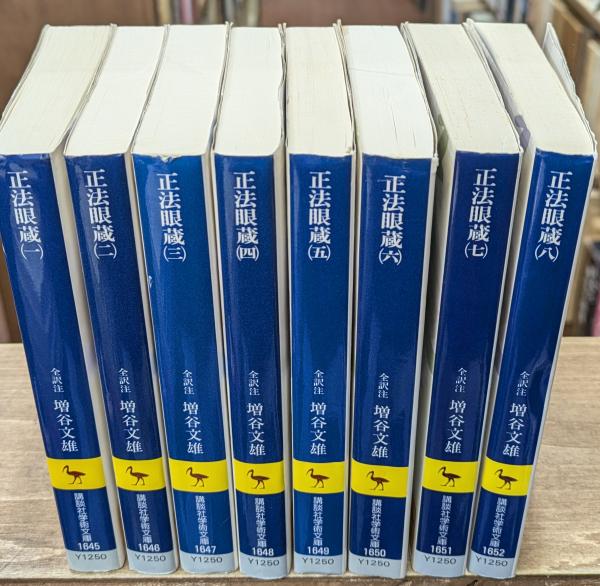 正法眼蔵(一)
全訳注 増谷文雄
講談社学術文庫
1645
Y1250
正法眼蔵(二)
全訳注 増谷文雄
講談社学術文庫
1646
Y1250
正法眼蔵(三)
全訳注 増谷文雄
講談社学術文庫
1647
Y1250
正法眼蔵(四)
全訳注 増谷文雄
講談社学術文庫
1648
Y1250
正法眼蔵(五)
全訳注 増谷文雄
講談社学術文庫
1649
Y1250
正法眼蔵(六)
全訳注 増谷文雄
講談社学術文庫
1650
Y1250
正法眼蔵(七)
全訳注 増谷文雄
講談社学術文庫
1651
Y1250
正法眼蔵(八)
全訳注 増谷文雄
講談社学術文庫
1652
Y1250